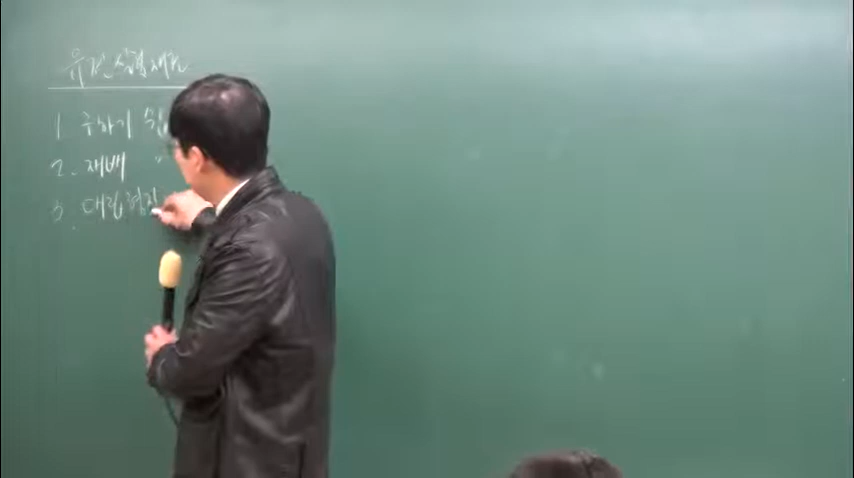 유전 실험 재료
1. 구하기 쉽
2. 재배 〃
3. 대립 형질